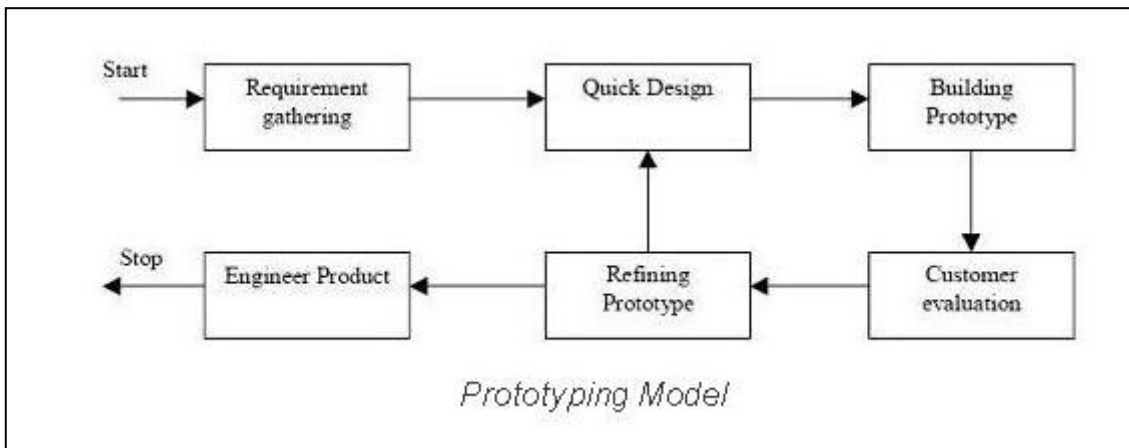 Start
Requirement
gathering
Quick Design
Building
Prototype
Stop
Engineer Product
Refining
Prototype
Customer
evaluation
Prototyping Model